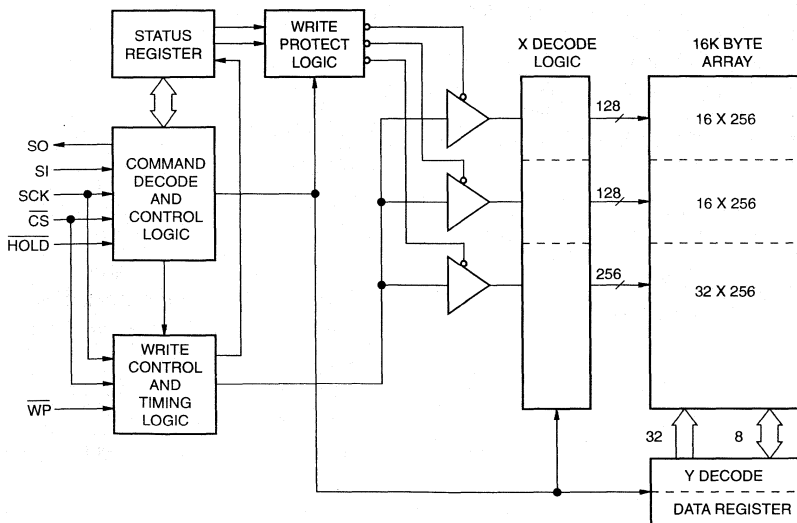 STATUS
REGISTER
WRITE
PROTECT
LOGIC
X DECODE
LOGIC
16K BYTE
ARRAY
SO
SI
SCK
CS
HOLD
COMMAND
DECODE
AND
CONTROL
LOGIC
128
16 X 256
128
16 X 256
256
32 X 256
WRITE
CONTROL
AND
TIMING
LOGIC
WP
32
8
Y DECODE
DATA REGISTER